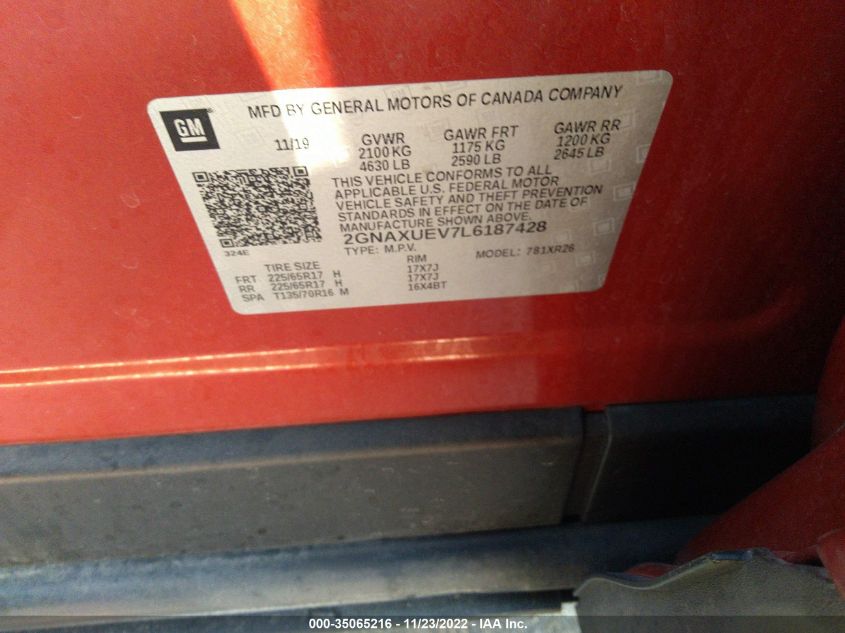 MFD BY GENERAL MOTORS OF CANADA COMPANY
GM
11/19 GVWR GAWR FRT GAWR RR
2100 KG 1175 KG 1200 KG
4630 LB 2590 LB 2645 LB
THIS VEHICLE CONFORMS TO ALL
APPLICABLE U.S. FEDERAL MOTOR
VEHICLE SAFETY AND THEFT PREVENTION
STANDARDS IN EFFECT ON THE DATE OF
MANUFACTURE SHOWN ABOVE.
2GNAXUEV7L6187428
324E
TYPE: M.P.V. MODEL: 781XR26
TIRE SIZE RIM
FRT 225/65R17 H 17X7J
RR 225/65R17 H 17X7J
SPA T135/70R16 M 16X4BT
000-35065216 - 11/23/2022 - IAA Inc.